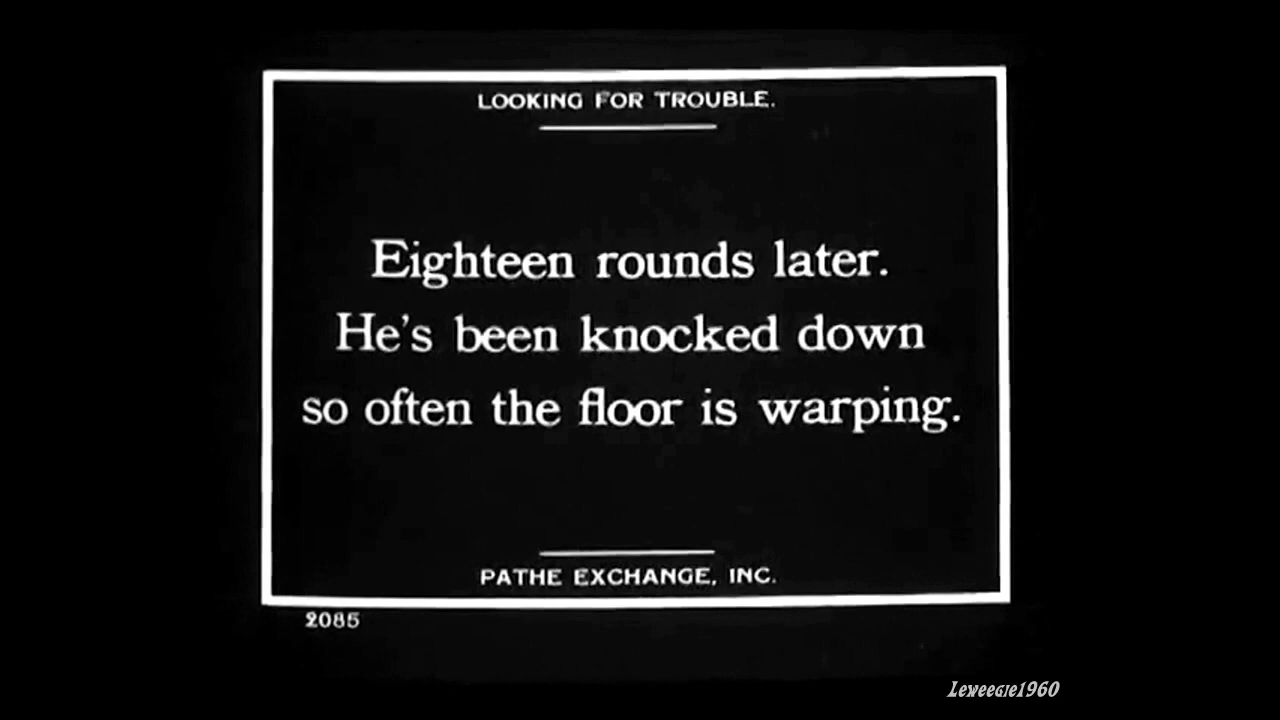 LOOKING FOR TROUBLE.
Eighteen rounds later.
He's been knocked down
so often the floor is warping.
PATHE EXCHANGE, INC.
2085
Leweegie1960